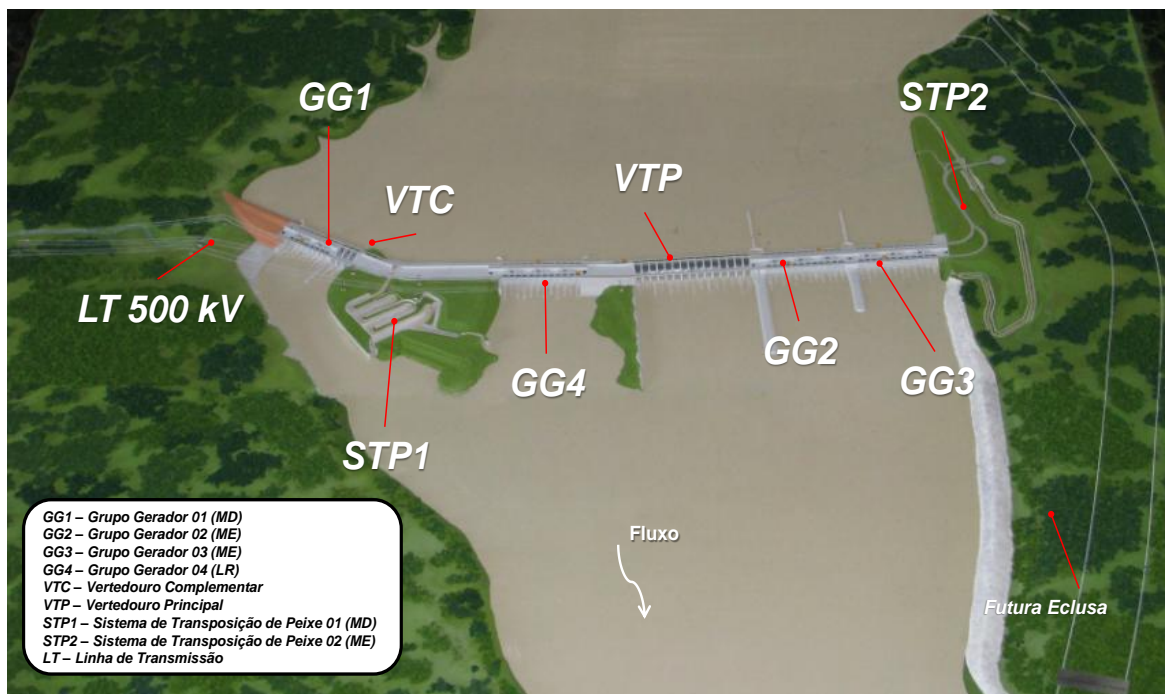 GG1
STP2
VTC
VTP
LT 500 kV
GG4
GG2
GG3
STP1
Fluxo
Futura Eclusa
GG1 – Grupo Gerador 01 (MD)
GG2 – Grupo Gerador 02 (ME)
GG3 – Grupo Gerador 03 (ME)
GG4 – Grupo Gerador 04 (LR)
VTC – Vertedouro Complementar
VTP – Vertedouro Principal
STP1 – Sistema de Transposição de Peixe 01 (MD)
STP2 – Sistema de Transposição de Peixe 02 (ME)
LT – Linha de Transmissão